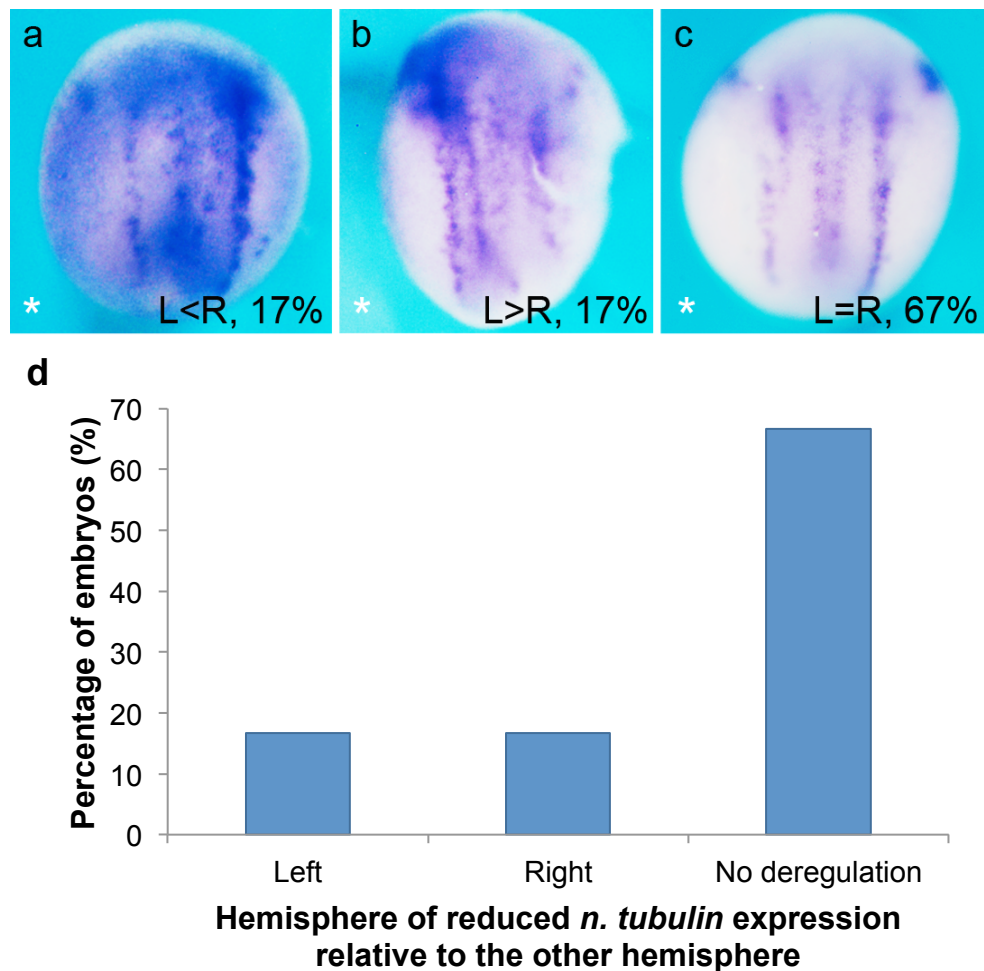 a
*
L<R, 17%
b
*
L>R, 17%
c
*
L=R, 67%
d
Percentage of embryos (%)
70
60
50
40
30
20
10
0
Left
Right
No deregulation
Hemisphere of reduced n. tubulin expression
relative to the other hemisphere